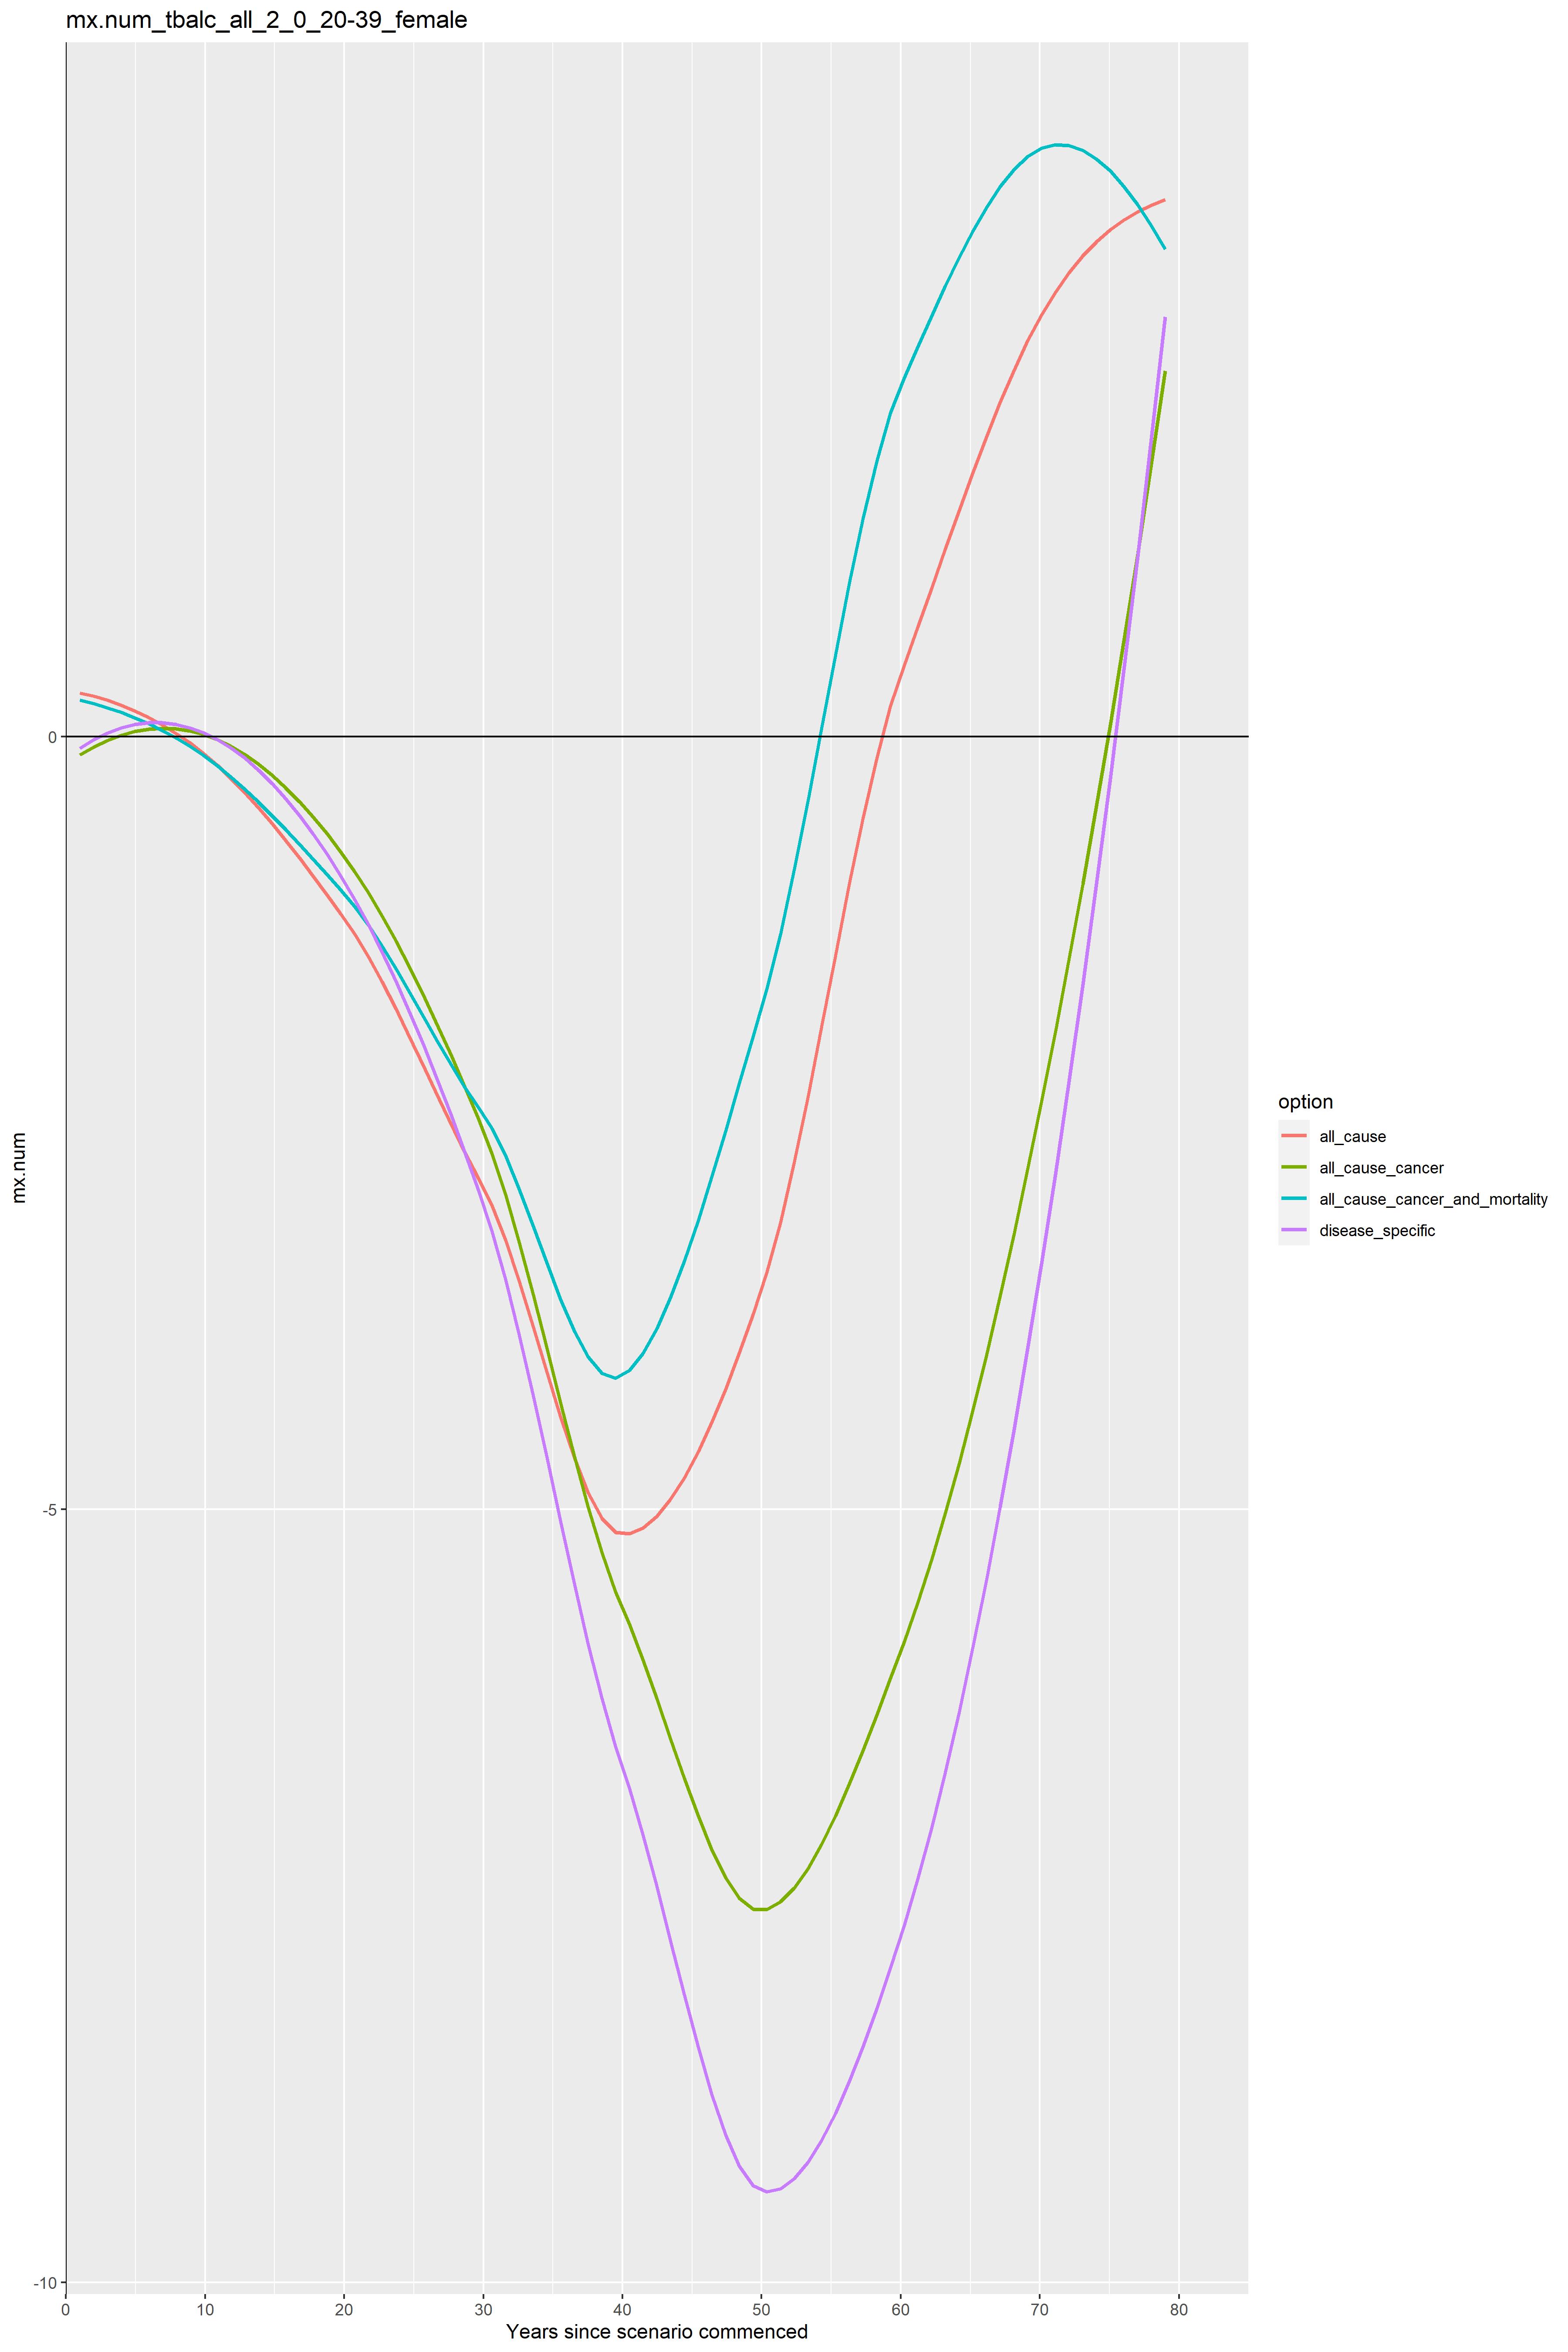 mx.num_tbalc_all_2_0_20-39_female
mx.num
0
-5
-10
0 10 20 30 40 50 60 70 80
Years since scenario commenced
option
all_cause
all_cause_cancer
all_cause_cancer_and_mortality
disease_specific